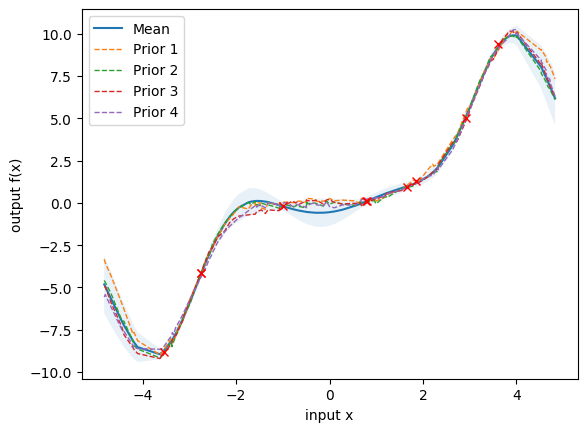 Mean
Prior 1
Prior 2
Prior 3
Prior 4
10.0
7.5
5.0
2.5
0.0
−2.5
−5.0
−7.5
−10.0
output f(x)
−4
−2
0
2
4
input x